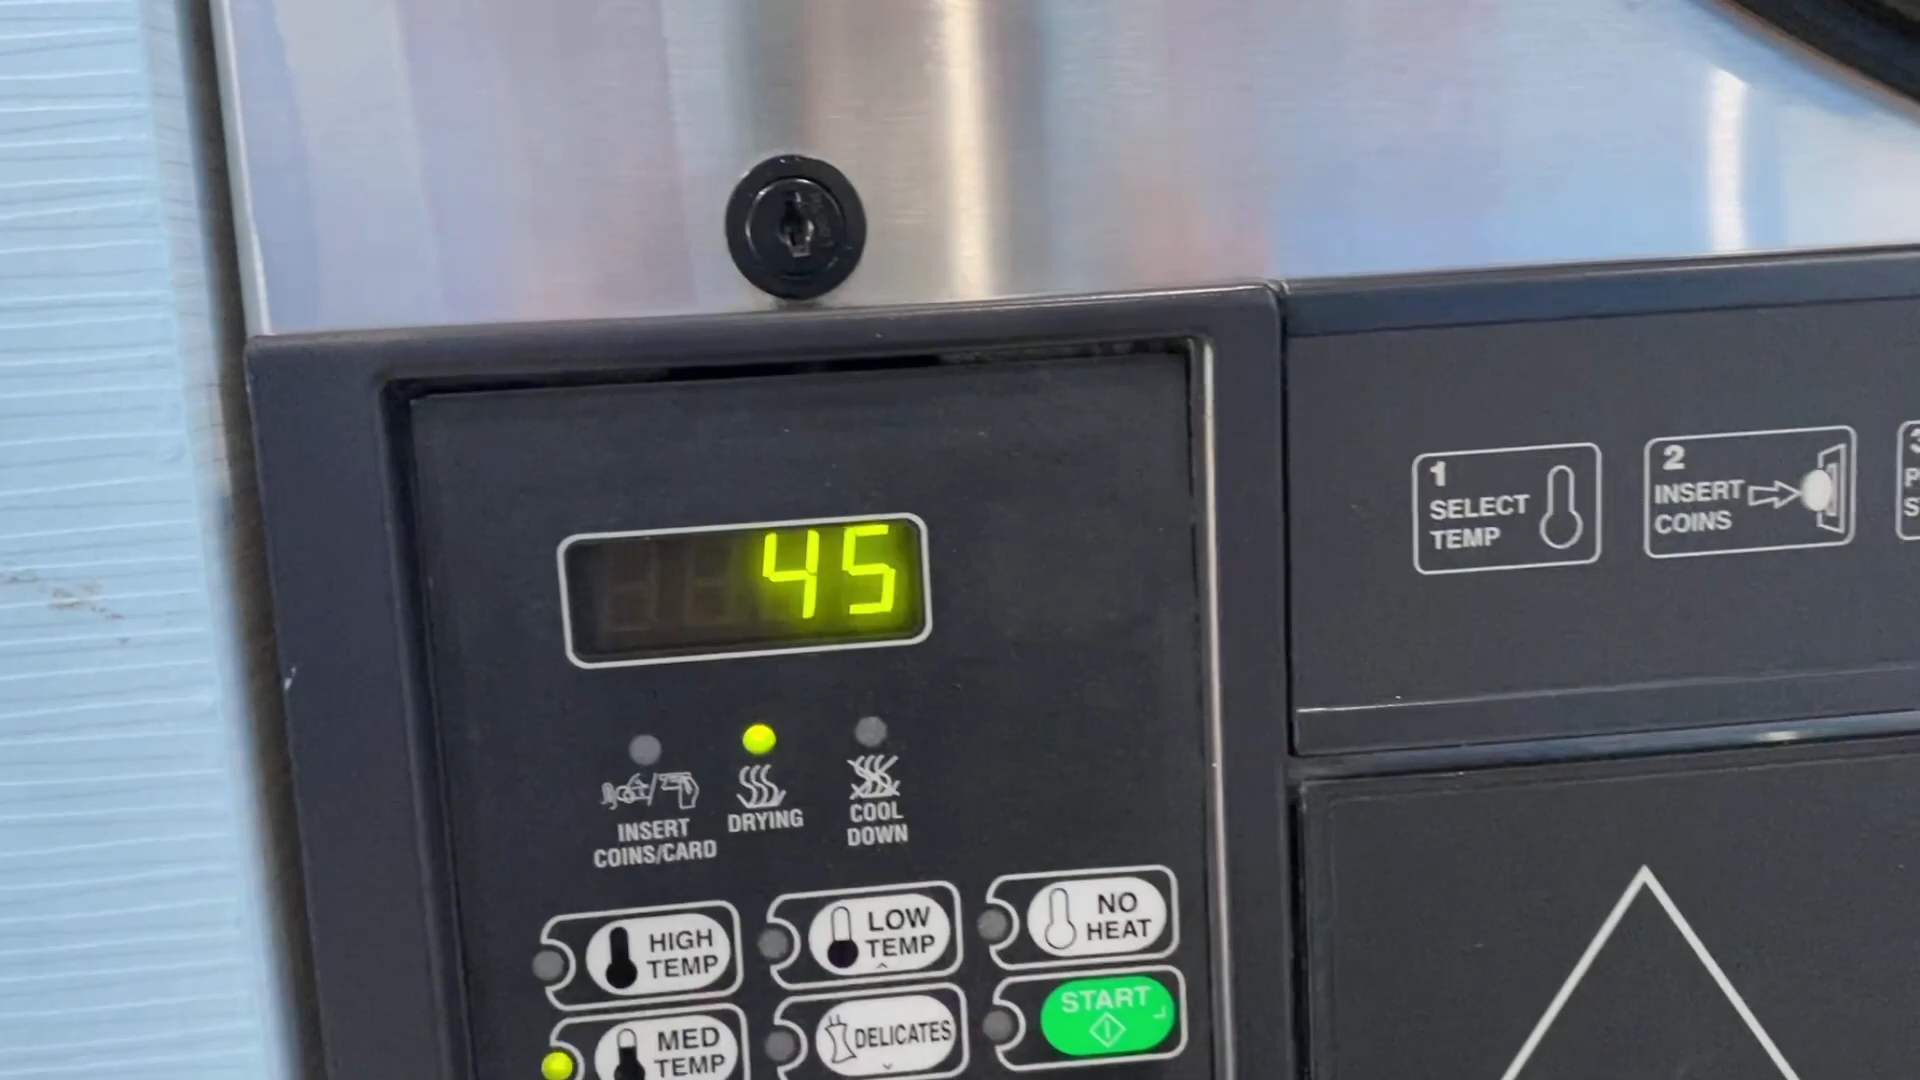 45
INSERT
COINS/CARD
DRYING
COOL
DOWN
HIGH
TEMP
LOW
TEMP
NO
HEAT
MED
TEMP
DELICATES
START
1
SELECT
TEMP
2
INSERT
COINS